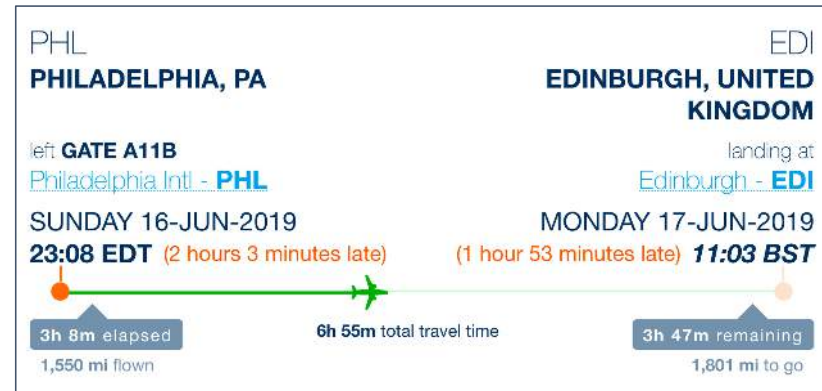 PHL
EDI
PHILADELPHIA, PA
EDINBURGH, UNITED
KINGDOM
left GATE A11B
landing at
Philadelphia Intl - PHL
Edinburgh - EDI
SUNDAY 16-JUN-2019
MONDAY 17-JUN-2019
23:08 EDT (2 hours 3 minutes late)
(1 hour 53 minutes late) 11:03 BST
3h 8m elapsed
6h 55m total travel time
3h 47m remaining
1,550 mi flown
1,801 mi to go